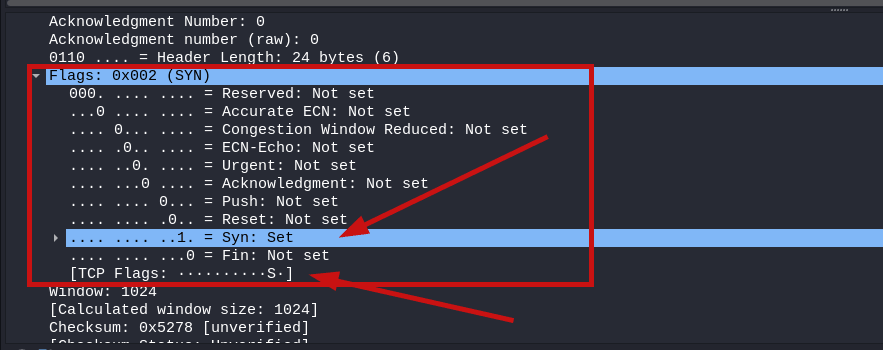 Acknowledgment Number: 0
Acknowledgment number (raw): 0
0110 .... = Header Length: 24 bytes (6)
Flags: 0x002 (SYN)
000. .... .... = Reserved: Not set
...0 .... .... = Accurate ECN: Not set
.... 0... .... = Congestion Window Reduced: Not set
.... .0.. .... = ECN-Echo: Not set
.... ..0. .... = Urgent: Not set
.... ...0 .... = Acknowledgment: Not set
.... .... 0... = Push: Not set
.... .... .0.. = Reset: Not set
.... .... ..1. = Syn: Set
.... .... ...0 = Fin: Not set
[TCP Flags: ··········S·]
Window: 1024
[Calculated window size: 1024]
Checksum: 0x5278 [unverified]
[Checksum Status: Unverified]